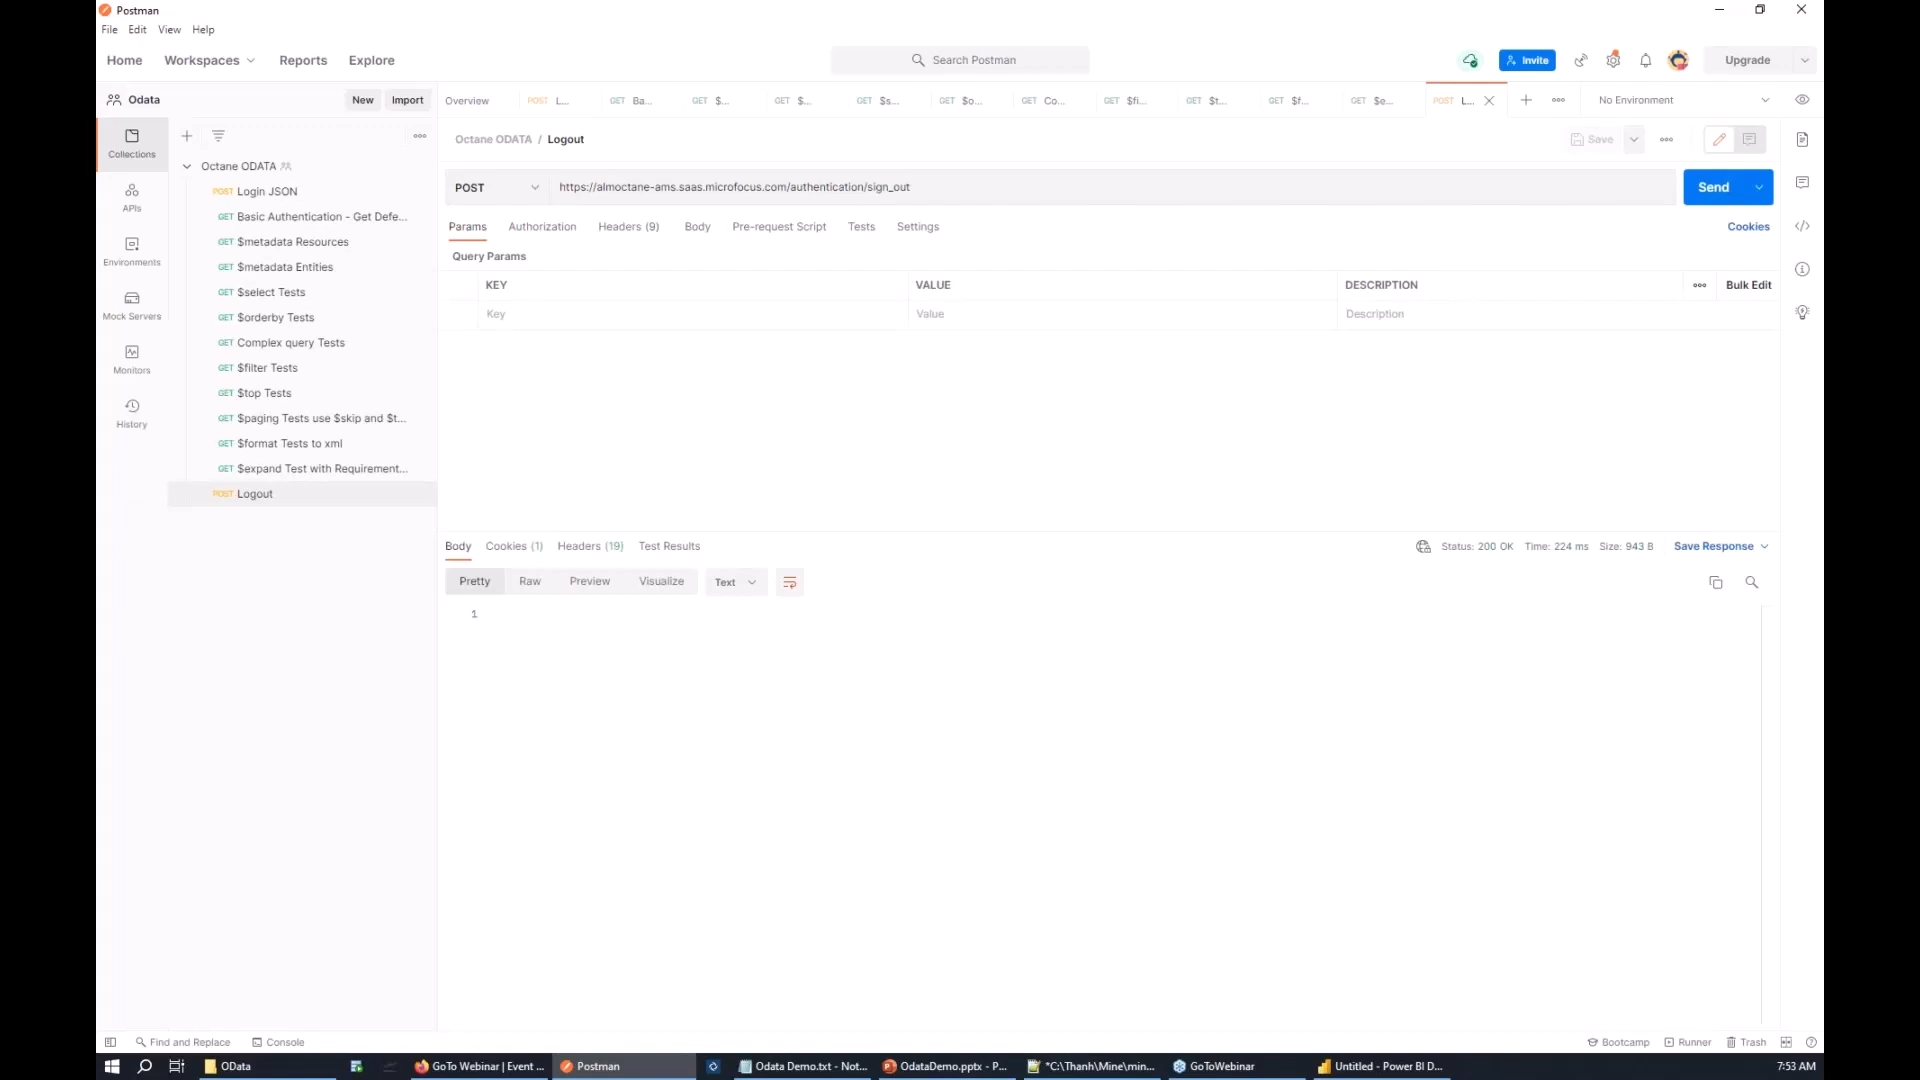 Postman
File Edit View Help
Home Workspaces Reports Explore Search Postman Invite Upgrade
Odata New Import Overview POST L... GET Ba... GET $... GET $... GET $s... GET $o... GET Co... GET $fi... GET $t... GET $f... GET $e... POST L... No Environment
Octane ODATA / Logout Save
Collections
Octane ODATA
POST Login JSON
GET Basic Authentication - Get Defe...
GET $metadata Resources
GET $metadata Entities
GET $select Tests
GET $orderby Tests
GET Complex query Tests
GET $filter Tests
GET $top Tests
GET $paging Tests use $skip and $t...
GET $format Tests to xml
GET $expand Test with Requirement...
POST Logout
APIs
Environments
Mock Servers
Monitors
History
POST https://almoctane-ams.saas.microfocus.com/authentication/sign_out Send
Params Authorization Headers (9) Body Pre-request Script Tests Settings Cookies
Query Params
KEY VALUE DESCRIPTION Bulk Edit
Key Value Description
Body Cookies (1) Headers (19) Test Results Status: 200 OK Time: 224 ms Size: 943 B Save Response
Pretty Raw Preview Visualize Text
1
Find and Replace Console Bootcamp Runner Trash
OData GoTo Webinar | Event ... Postman Odata Demo.txt - Not... OdataDemo.pptx - P... *C:\Thanh\Mine\min... GoToWebinar Untitled - Power BI D... 7:53 AM